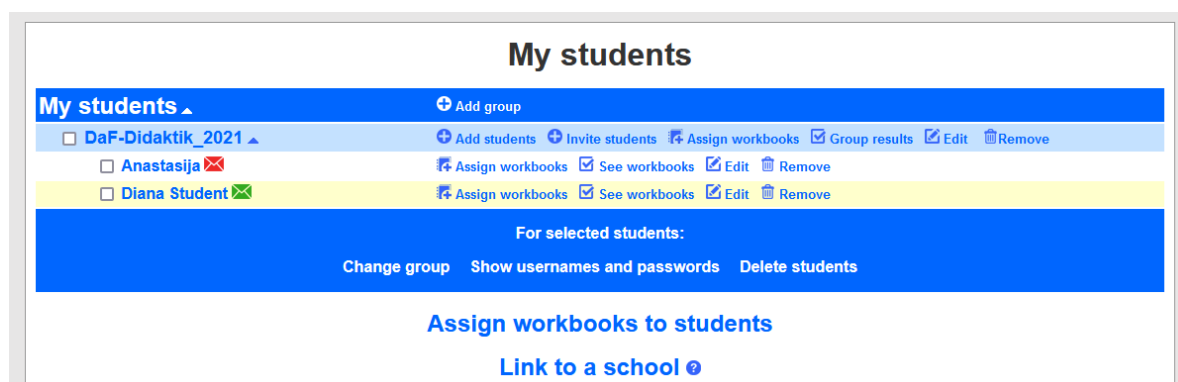 My students
My students Add group
DaF-Didaktik_2021 Add students Invite students Assign workbooks Group results Edit Remove
Anastasija Assign workbooks See workbooks Edit Remove
Diana Student Assign workbooks See workbooks Edit Remove
For selected students:
Change group Show usernames and passwords Delete students
Assign workbooks to students
Link to a school ?